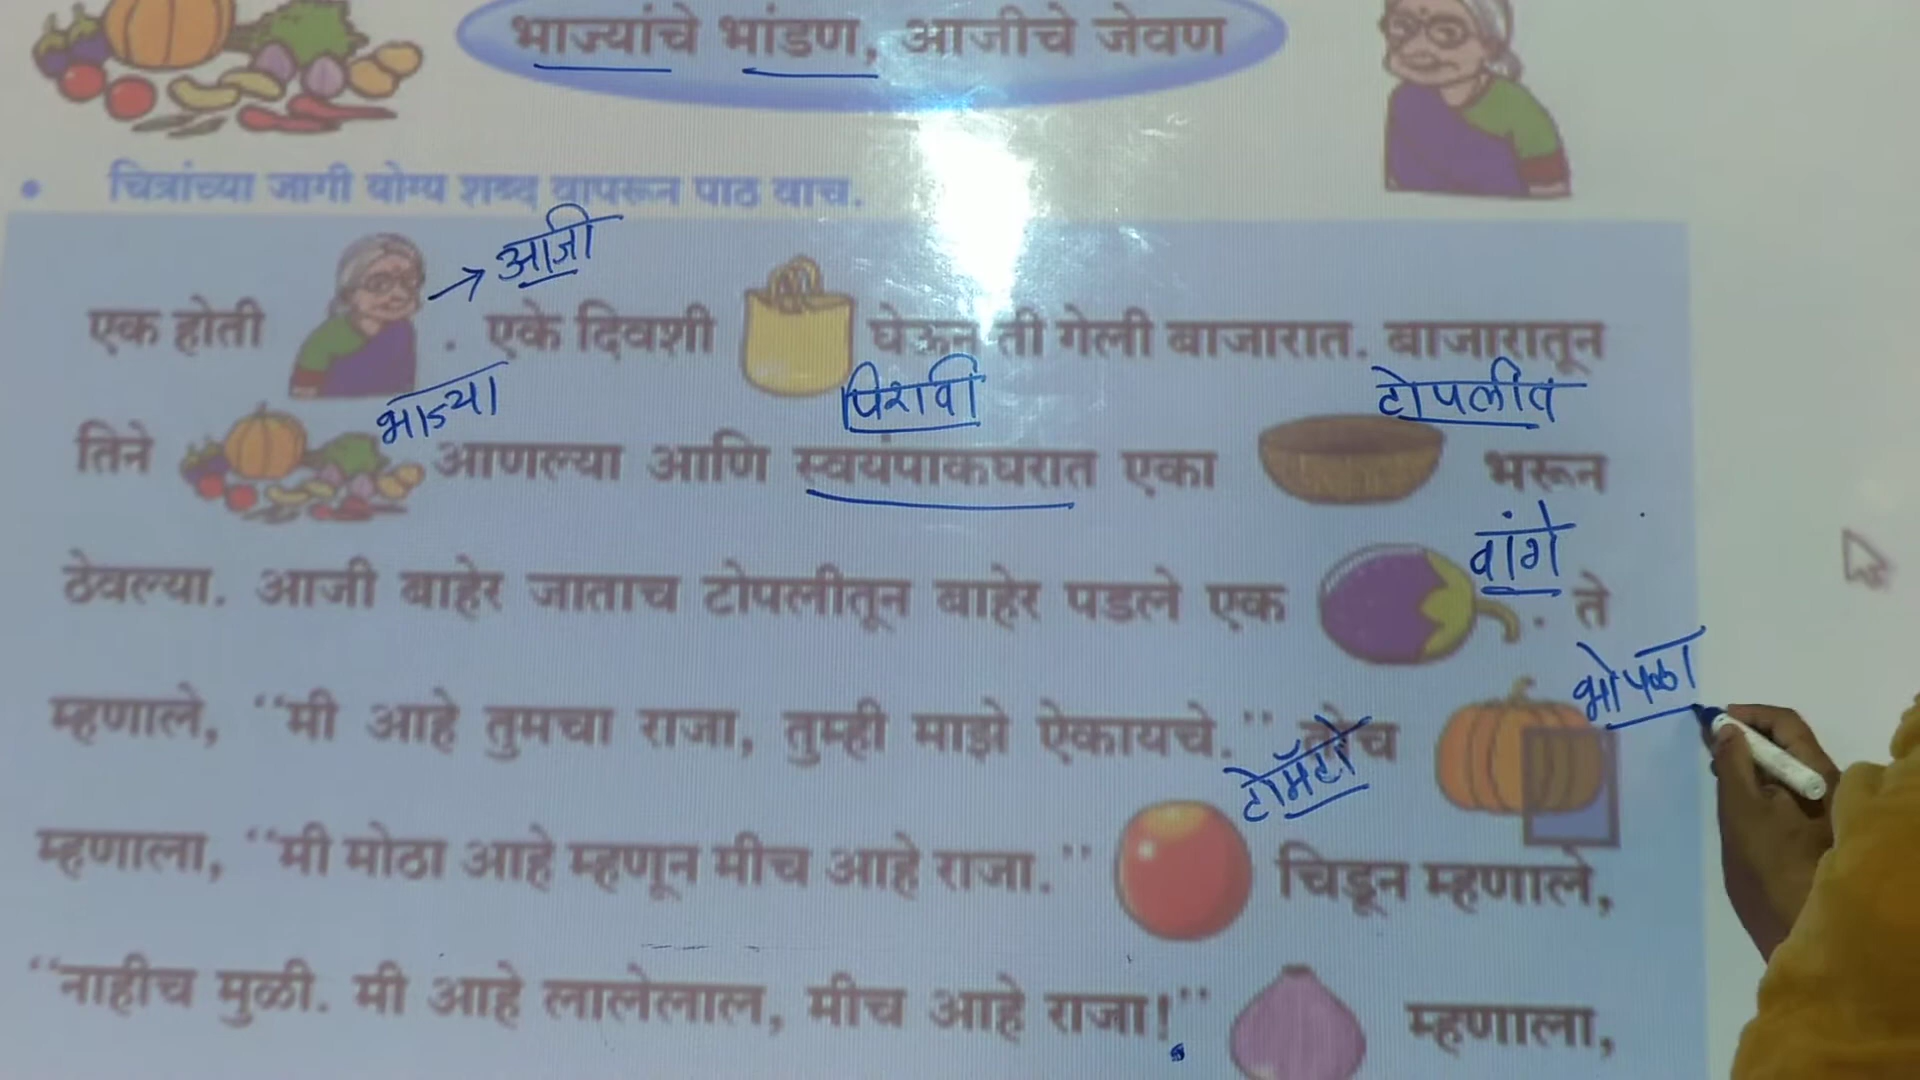 भाज्यांचे भांडण, आजीचे जेवण
चित्रांच्या जागी योग्य शब्द वापरून पाठ वाच.
आजी
एक होती . एके दिवशी घेऊन ती गेली बाजारात. बाजारातून
भाज्या पिशवी टोपलीत
तिने आणल्या आणि स्वयंपाकघरात एका भरून
वांगे
ठेवल्या. आजी बाहेर जाताच टोपलीतून बाहेर पडले एक . ते
भोपळा
म्हणाले, “मी आहे तुमचा राजा, तुम्ही माझे ऐकायचे.” तोच
टोमॅटो
म्हणाला, “मी मोठा आहे म्हणून मीच आहे राजा.” चिडून म्हणाले,
“नाहीच मुळी. मी आहे लालेलाल, मीच आहे राजा!” म्हणाला,